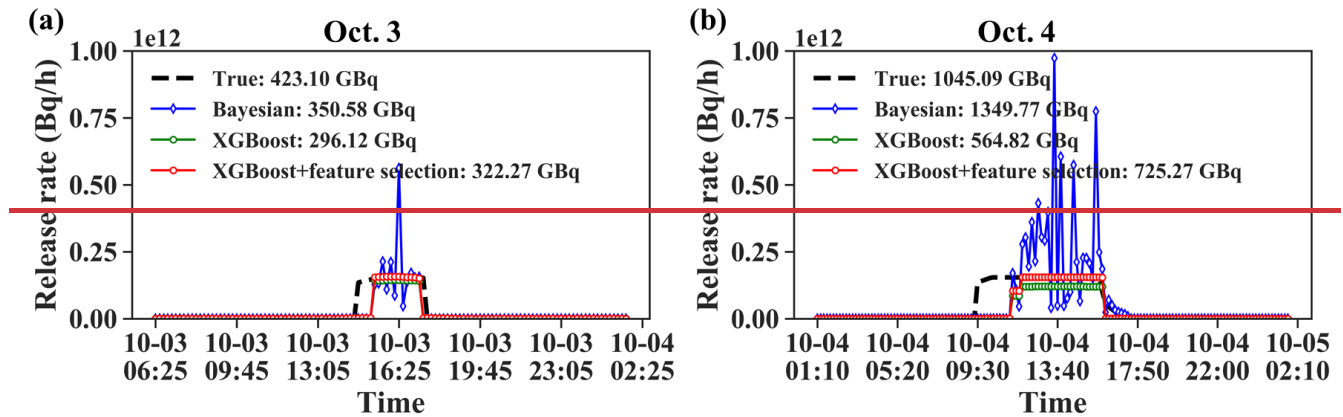 (a)
Oct. 3
1e12
Release rate (Bq/h)
1.00
0.75
0.50
0.25
0.00
True: 423.10 GBq
Bayesian: 350.58 GBq
XGBoost: 296.12 GBq
XGBoost+feature selection: 322.27 GBq
10-03 10-03 10-03 10-03 10-03 10-03 10-04
06:25 09:45 13:05 16:25 19:45 23:05 02:25
Time
(b)
Oct. 4
1e12
Release rate (Bq/h)
1.00
0.75
0.50
0.25
0.00
True: 1045.09 GBq
Bayesian: 1349.77 GBq
XGBoost: 564.82 GBq
XGBoost+feature selection: 725.27 GBq
10-04 10-04 10-04 10-04 10-04 10-04 10-05
01:10 05:20 09:30 13:40 17:50 22:00 02:10
Time